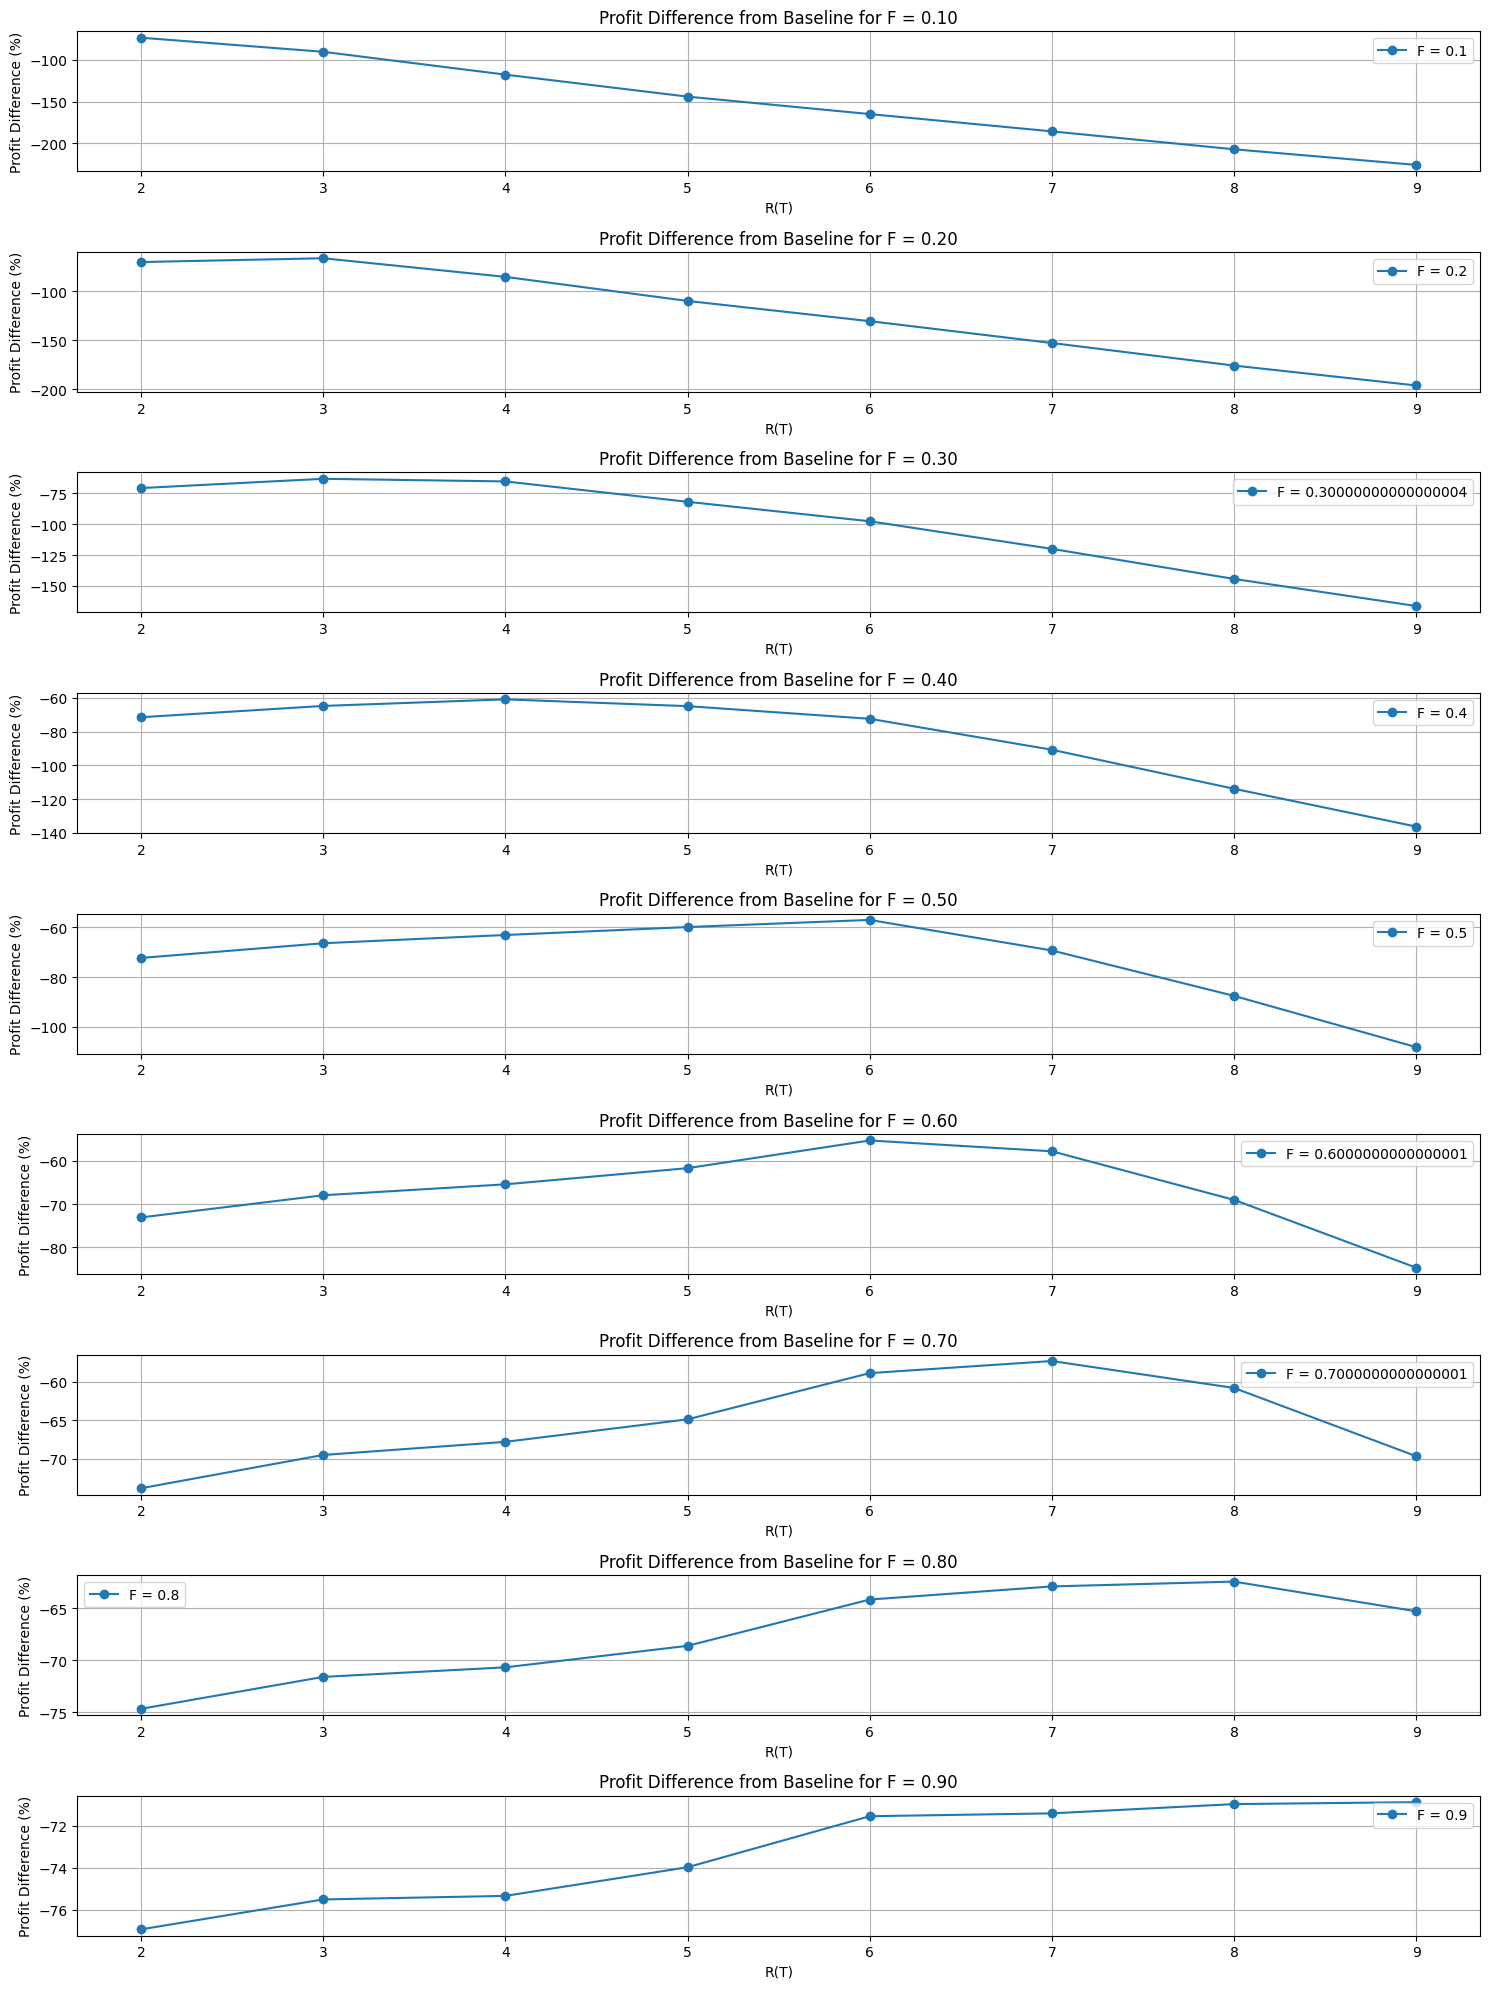 Profit Difference from Baseline for F = 0.10
Profit Difference (%)
−100
−150
−200
F = 0.1
2 3 4 5 6 7 8 9
R(T)
Profit Difference from Baseline for F = 0.20
Profit Difference (%)
−100
−150
−200
F = 0.2
2 3 4 5 6 7 8 9
R(T)
Profit Difference from Baseline for F = 0.30
Profit Difference (%)
−75
−100
−125
−150
F = 0.30000000000000004
2 3 4 5 6 7 8 9
R(T)
Profit Difference from Baseline for F = 0.40
Profit Difference (%)
−60
−80
−100
−120
−140
F = 0.4
2 3 4 5 6 7 8 9
R(T)
Profit Difference from Baseline for F = 0.50
Profit Difference (%)
−60
−80
−100
F = 0.5
2 3 4 5 6 7 8 9
R(T)
Profit Difference from Baseline for F = 0.60
Profit Difference (%)
−60
−70
−80
F = 0.6000000000000001
2 3 4 5 6 7 8 9
R(T)
Profit Difference from Baseline for F = 0.70
Profit Difference (%)
−60
−65
−70
F = 0.7000000000000001
2 3 4 5 6 7 8 9
R(T)
Profit Difference from Baseline for F = 0.80
Profit Difference (%)
−65
−70
−75
F = 0.8
2 3 4 5 6 7 8 9
R(T)
Profit Difference from Baseline for F = 0.90
Profit Difference (%)
−72
−74
−76
F = 0.9
2 3 4 5 6 7 8 9
R(T)